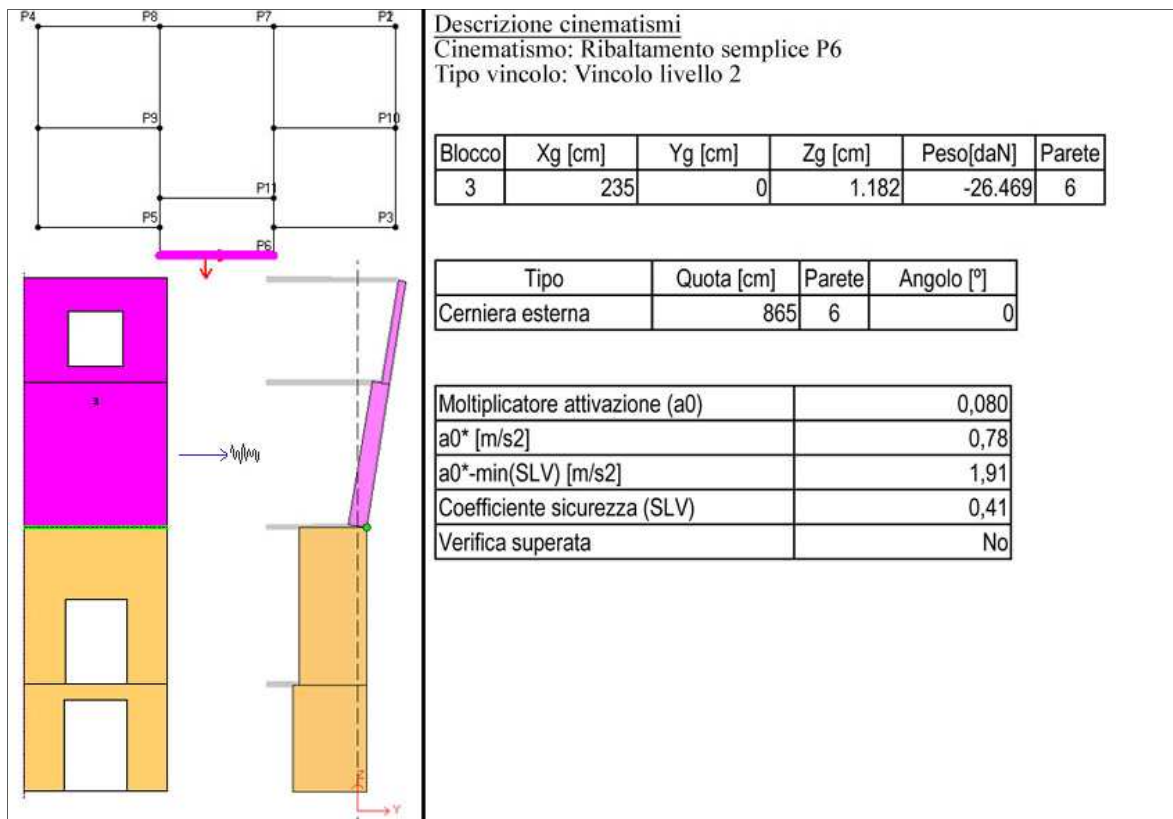 P4 P8 P7 P2
P9 P10
P11
P5 P3
P6
3
Y
Descrizione cinematismi
Cinematismo: Ribaltamento semplice P6
Tipo vincolo: Vincolo livello 2
Blocco Xg [cm] Yg [cm] Zg [cm] Peso[daN] Parete
3 235 0 1.182 -26.469 6
Tipo Quota [cm] Parete Angolo [º]
Cerniera esterna 865 6 0
Moltiplicatore attivazione (a0) 0,080
a0* [m/s2] 0,78
a0*-min(SLV) [m/s2] 1,91
Coefficiente sicurezza (SLV) 0,41
Verifica superata No